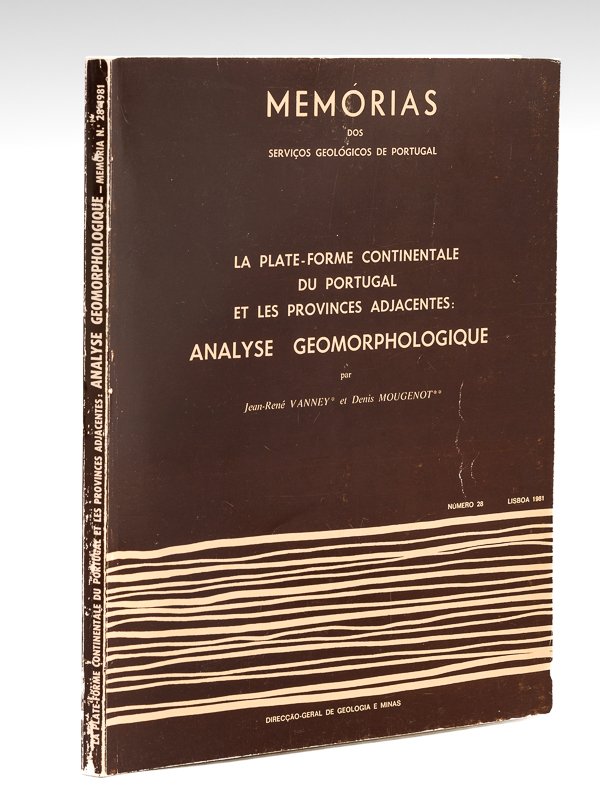 MEMÓRIAS
DOS
SERVIÇOS GEOLÓGICOS DE PORTUGAL
LA PLATE-FORME CONTINENTALE
DU PORTUGAL
ET LES PROVINCES ADJACENTES:
ANALYSE GEOMORPHOLOGIQUE
par
Jean-René VANNEY* et Denis MOUGENOT**
NÚMERO 28 LISBOA 1981
DIRECÇÃO-GERAL DE GEOLOGIA E MINAS
LA PLATE-FORME CONTINENTALE DU PORTUGAL ET LES PROVINCES ADJACENTES: ANALYSE GEOMORPHOLOGIQUE — MEMÓRIA N.º 28-1981